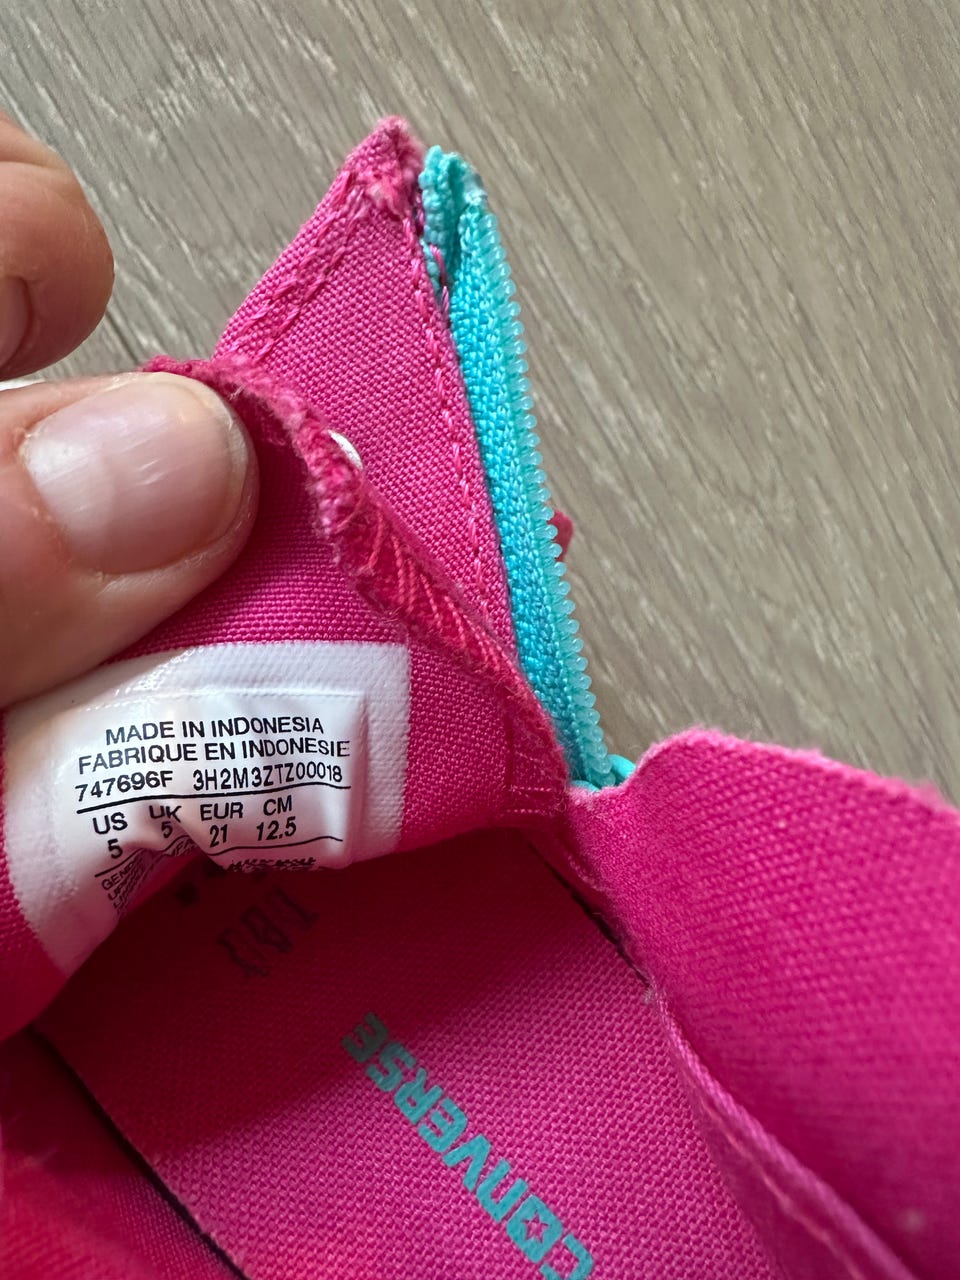 MADE IN INDONESIA
FABRIQUE EN INDONESIE
747696F 3H2M3ZTZ00018
US UK EUR CM
5 5 21 12.5
CONVERSE